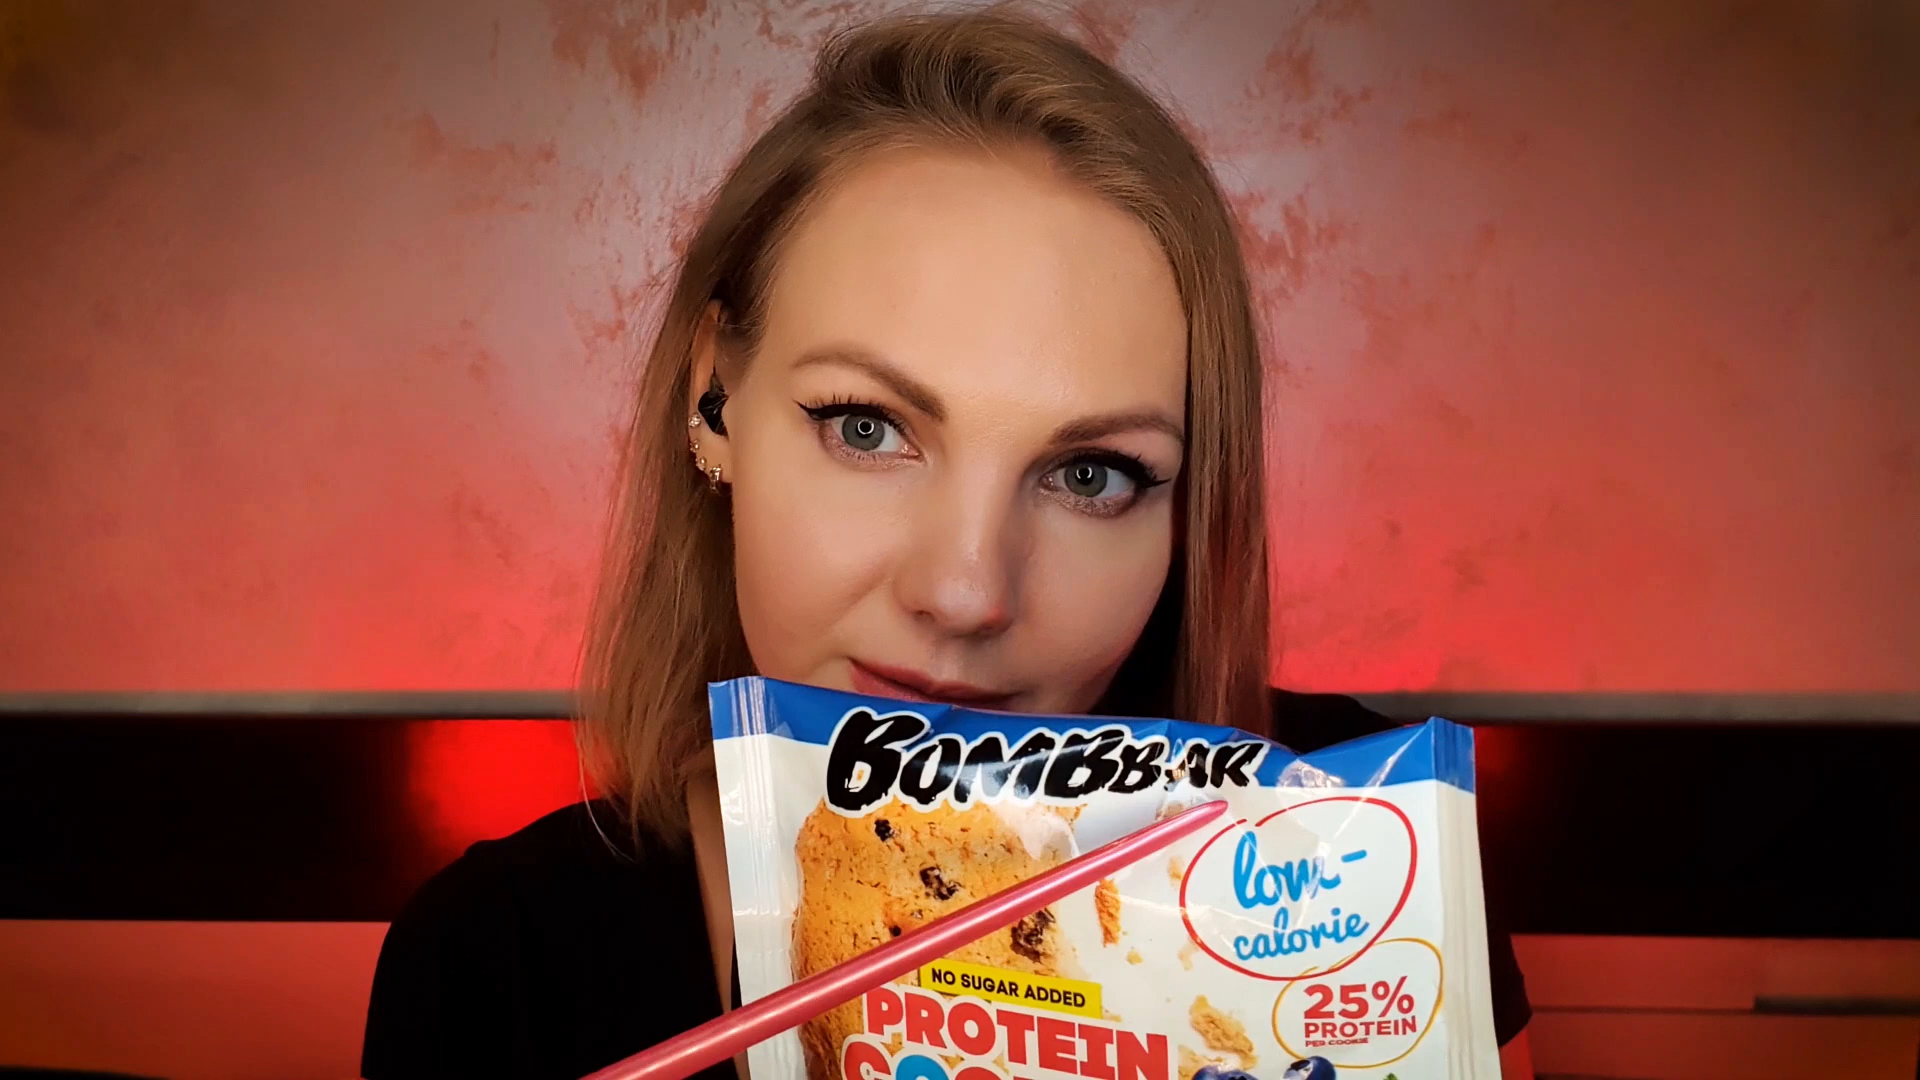 BOMBBAR
low-
calorie
NO SUGAR ADDED
25%
PROTEIN
PER COOKIE
PROTEIN